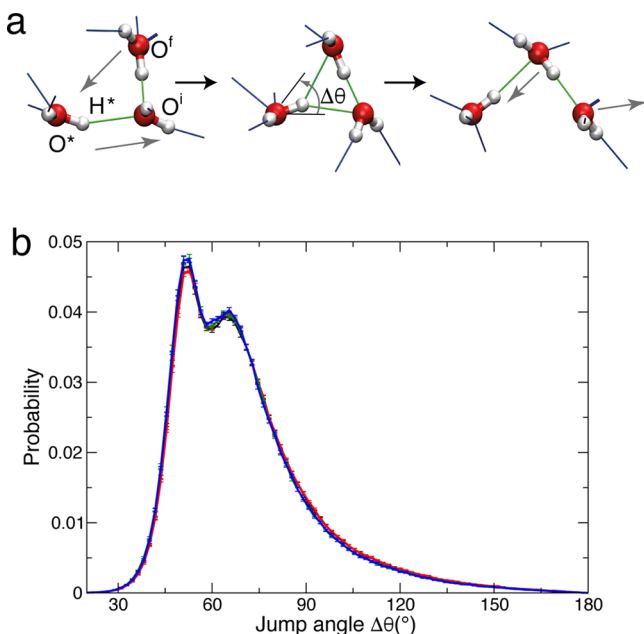 a
O^f
H*
O^i
O*
Δθ
b
0.05
0.04
0.03
0.02
0.01
0
Probability
30
60
90
120
150
180
Jump angle Δθ(°)